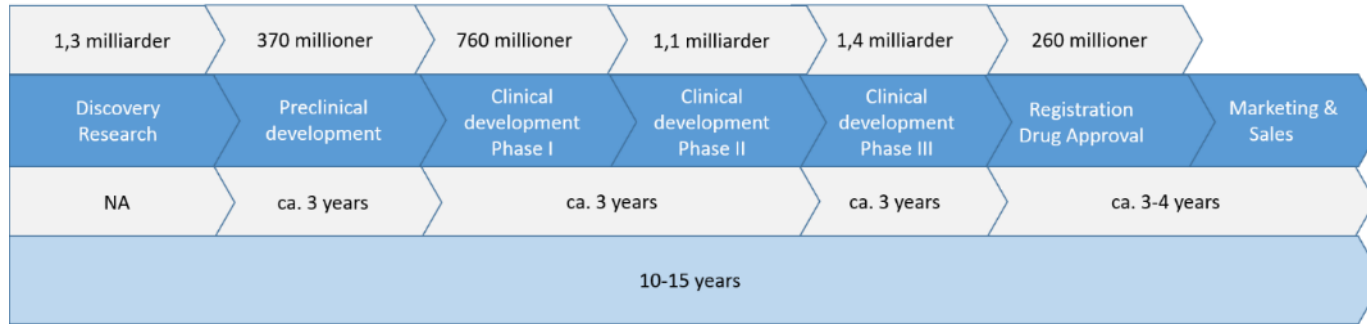 1,3 milliarder
370 millioner
760 millioner
1,1 milliarder
1,4 milliarder
260 millioner
Discovery
Research
Preclinical
development
Clinical
development
Phase I
Clinical
development
Phase II
Clinical
development
Phase III
Registration
Drug Approval
Marketing &
Sales
NA
ca. 3 years
ca. 3 years
ca. 3 years
ca. 3-4 years
10-15 years